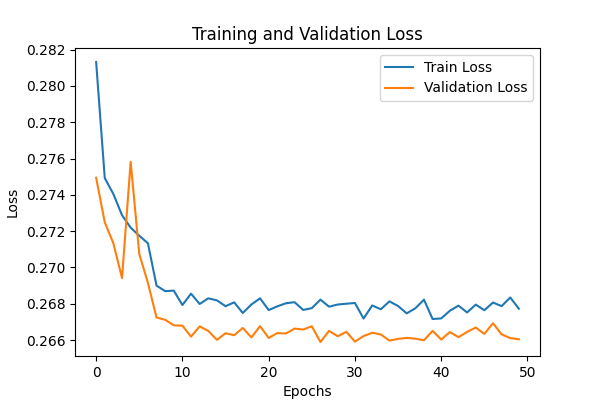 Training and Validation Loss
0.282
0.280
0.278
0.276
0.274
0.272
0.270
0.268
0.266
Loss
Train Loss
Validation Loss
0 10 20 30 40 50
Epochs